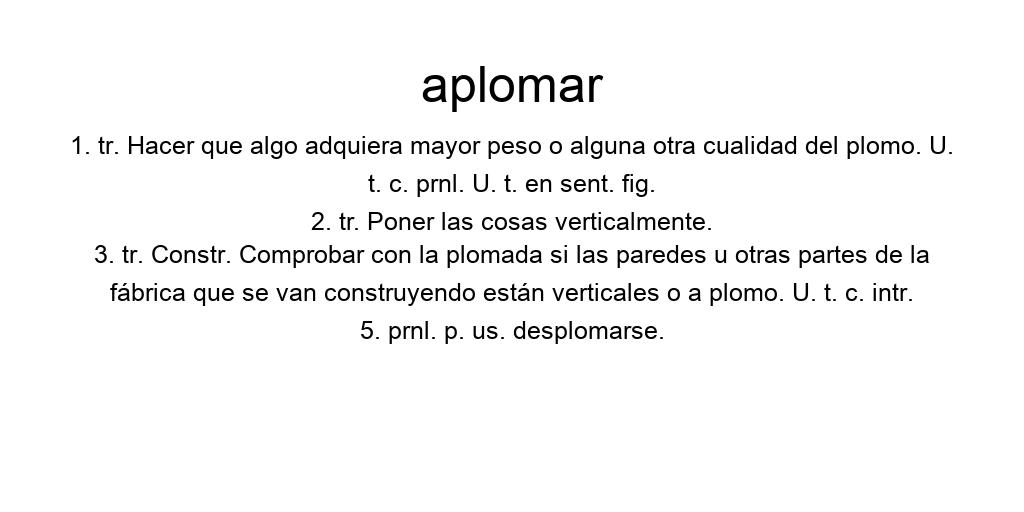 aplomar
1. tr. Hacer que algo adquiera mayor peso o alguna otra cualidad del plomo. U.
t. c. prnl. U. t. en sent. fig.
2. tr. Poner las cosas verticalmente.
3. tr. Constr. Comprobar con la plomada si las paredes u otras partes de la
fábrica que se van construyendo están verticales o a plomo. U. t. c. intr.
5. prnl. p. us. desplomarse.